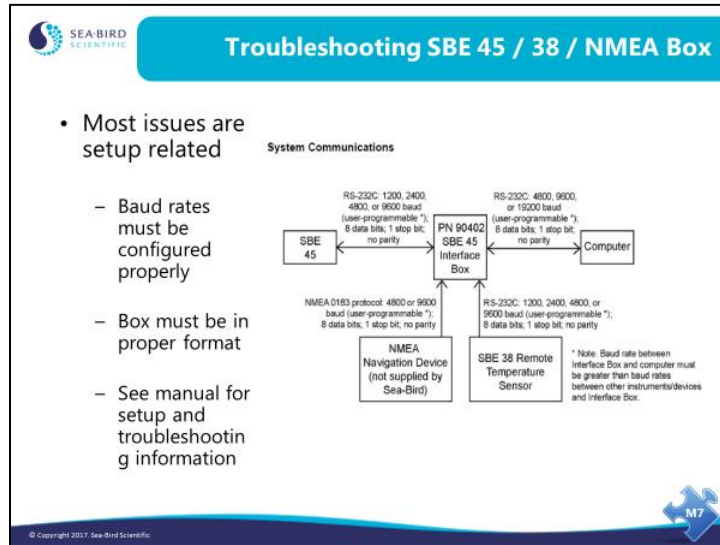 SEA-BIRD
SCIENTIFIC
Troubleshooting SBE 45 / 38 / NMEA Box
• Most issues are
setup related
– Baud rates
must be
configured
properly
– Box must be in
proper format
– See manual for
setup and
troubleshootin
g information
System Communications
RS-232C: 1200, 2400,
4800, or 9600 baud
(user-programmable *);
8 data bits; 1 stop bit;
no parity
RS-232C: 4800, 9600,
or 19200 baud
(user-programmable *);
8 data bits; 1 stop bit;
no parity
SBE
45
PN 90402
SBE 45
Interface
Box
Computer
NMEA 0183 protocol: 4800 or 9600
baud (user-programmable *);
8 data bits; 1 stop bit; no parity
RS-232C: 1200, 2400, 4800, or
9600 baud (user-programmable *);
8 data bits; 1 stop bit; no parity
NMEA
Navigation Device
(not supplied by
Sea-Bird)
SBE 38 Remote
Temperature
Sensor
* Note: Baud rate between
Interface Box and computer must
be greater than baud rates
between other instruments/devices
and Interface Box.
M7
© Copyright 2017. Sea-Bird Scientific